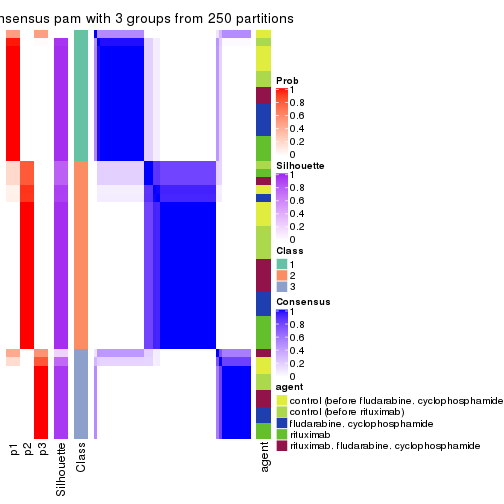 nsensus pam with 3 groups from 250 partitions
Prob
1
0.8
0.6
0.4
0.2
0
Silhouette
1
0.8
0.6
0.4
0.2
0
Class
1
2
3
Consensus
1
0.8
0.6
0.4
0.2
0
agent
control (before fludarabine. cyclophosphamide
control (before rituximab)
fludarabine. cyclophosphamide
rituximab
rituximab. fludarabine. cyclophosphamide
p1
p2
p3
Silhouette
Class
agent